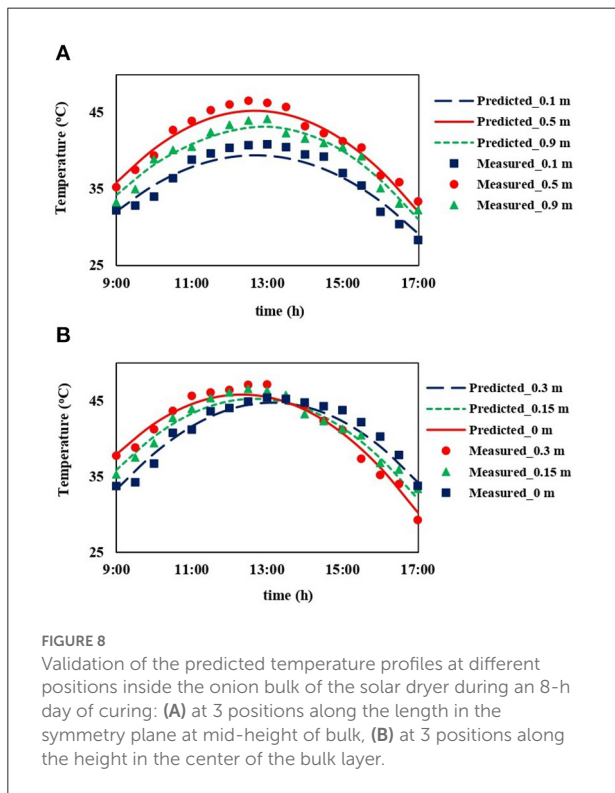 A
Temperature (°C)
45
35
25
9:00 11:00 13:00 15:00 17:00
time (h)
Predicted_0.1 m
Predicted_0.5 m
Predicted_0.9 m
Measured_0.1 m
Measured_0.5 m
Measured_0.9 m
B
Temperature (°C)
45
35
25
9:00 11:00 13:00 15:00 17:00
time (h)
Predicted_0.3 m
Predicted_0.15 m
Predicted_0 m
Measured_0.3 m
Measured_0.15 m
Measured_0 m
FIGURE 8
Validation of the predicted temperature profiles at different
positions inside the onion bulk of the solar dryer during an 8-h
day of curing: (A) at 3 positions along the length in the
symmetry plane at mid-height of bulk, (B) at 3 positions along
the height in the center of the bulk layer.